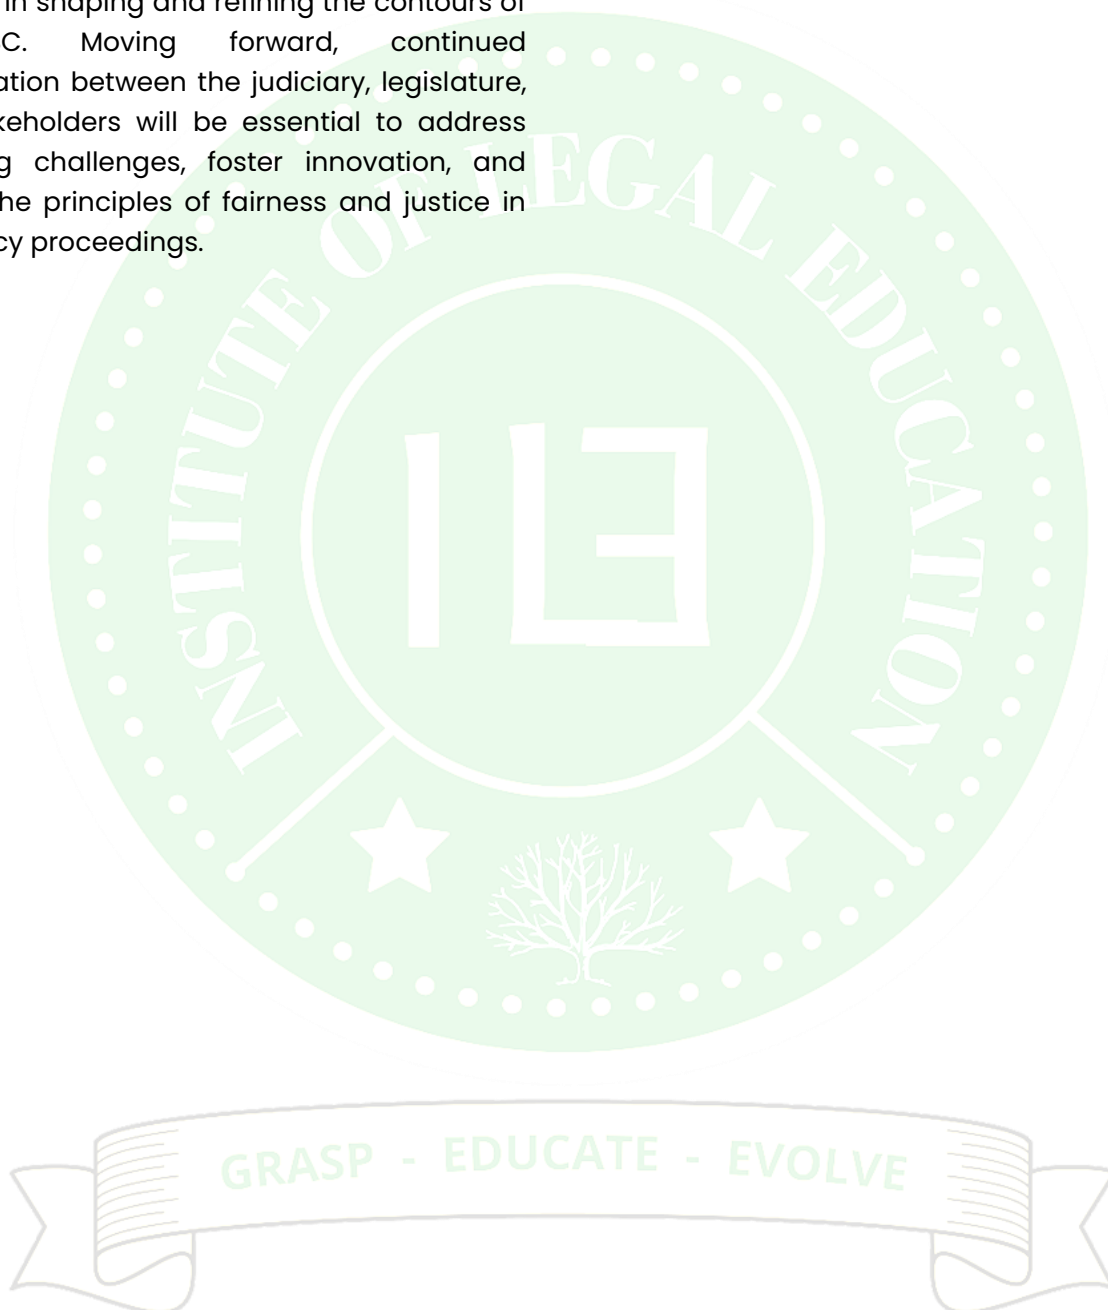 in shaping and refining the contours of
C. Moving forward, continued
ation between the judiciary, legislature,
keholders will be essential to address
g challenges, foster innovation, and
he principles of fairness and justice in
cy proceedings.
INSTITUTE OF LEGAL EDUCATION
ILE
GRASP - EDUCATE - EVOLVE